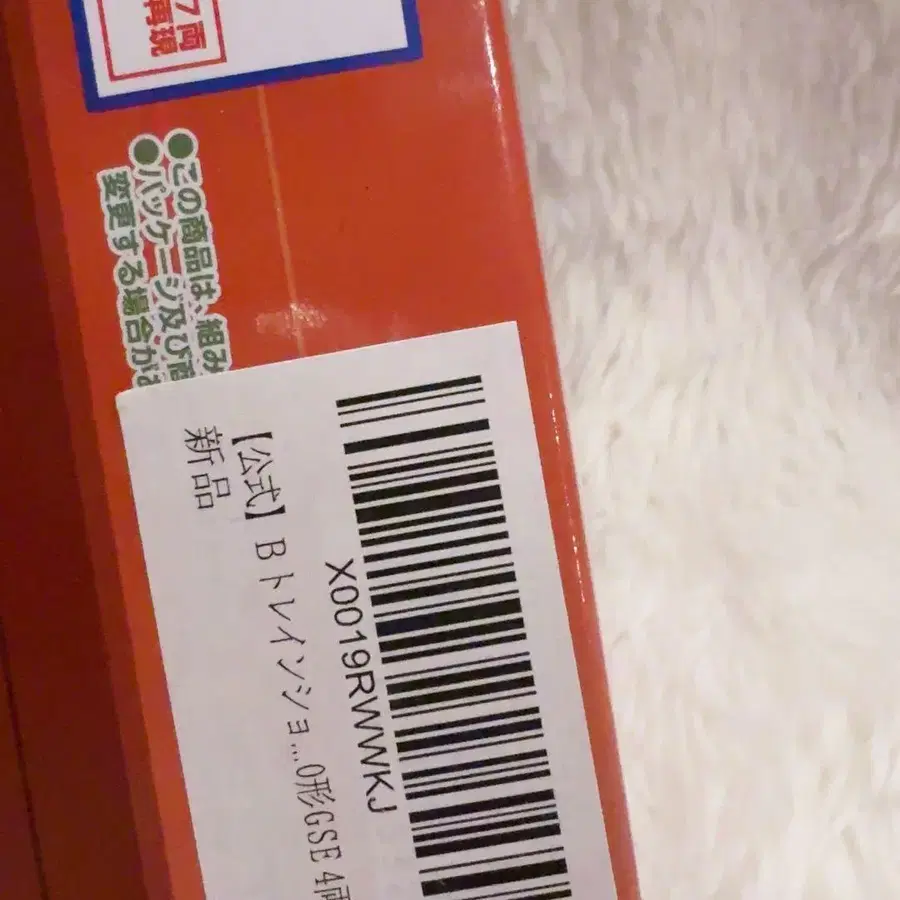 7両
再現
●この商品は、組み
●パッケージ及び商
変更する場合があ
X0019RWWKJ
【公式】Bトレインショ...0形GSE 4両
新品